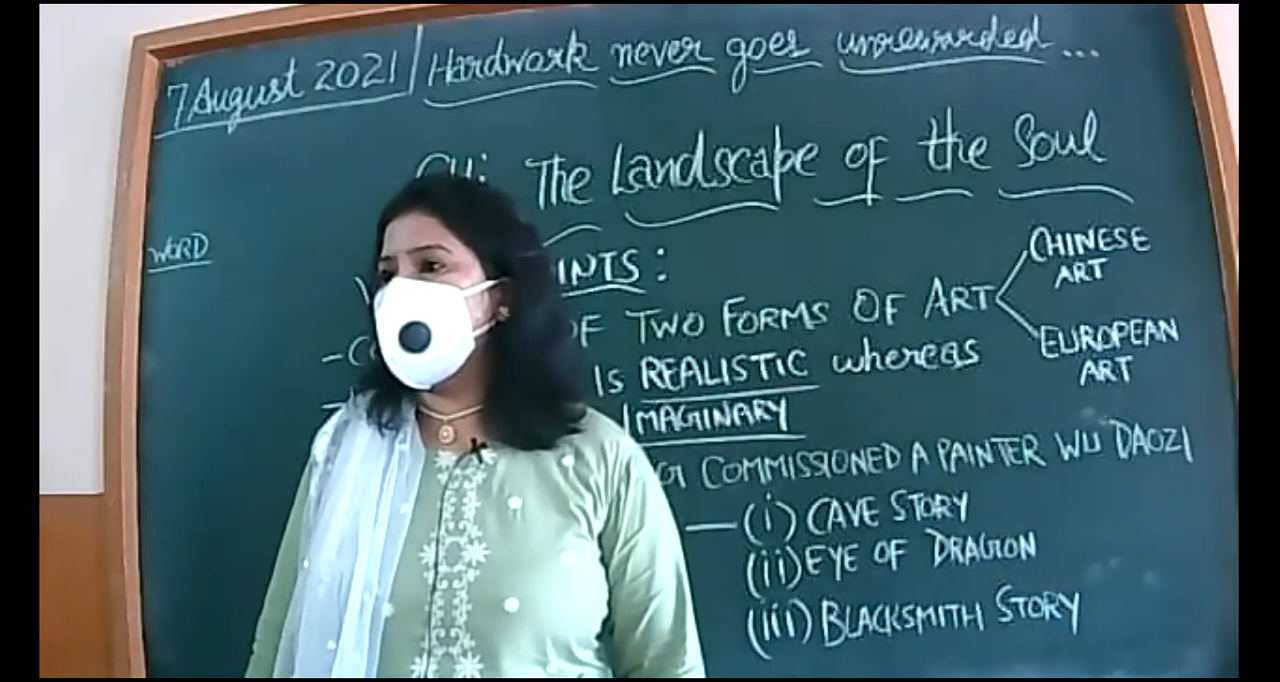 7 August 2021 | Hardwork never goes unrewarded...
CH: The Landscape of the Soul
WORD
INTS:
OF TWO FORMS OF ART
CHINESE
ART
EUROPEAN
ART
IS REALISTIC whereas
IMAGINARY
COMMISSIONED A PAINTER WU DAOZI
— (i) CAVE STORY
(ii) EYE OF DRAGON
(iii) BLACKSMITH STORY